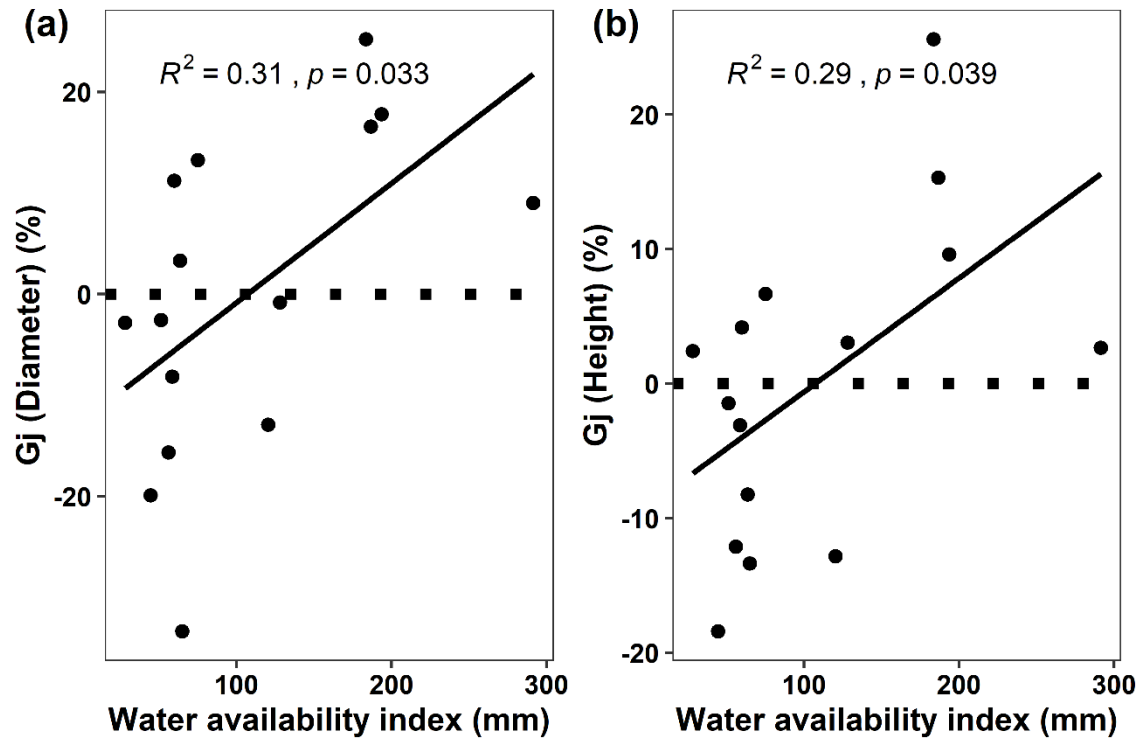 (a)
R² = 0.31 , p = 0.033
Gj (Diameter) (%)
20
0
-20
100
200
300
Water availability index (mm)
(b)
R² = 0.29 , p = 0.039
Gj (Height) (%)
20
10
0
-10
-20
100
200
300
Water availability index (mm)